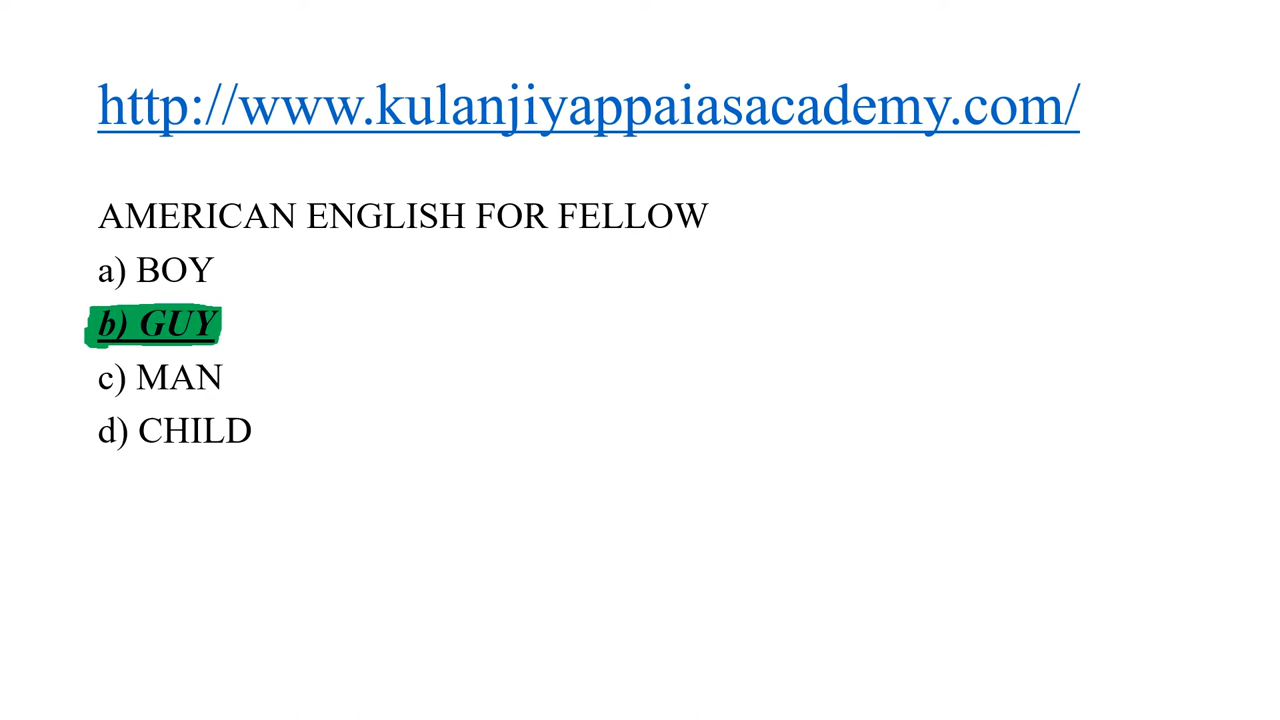 http://www.kulanjiyappaiasacademy.com/
AMERICAN ENGLISH FOR FELLOW
a) BOY
b) GUY
c) MAN
d) CHILD